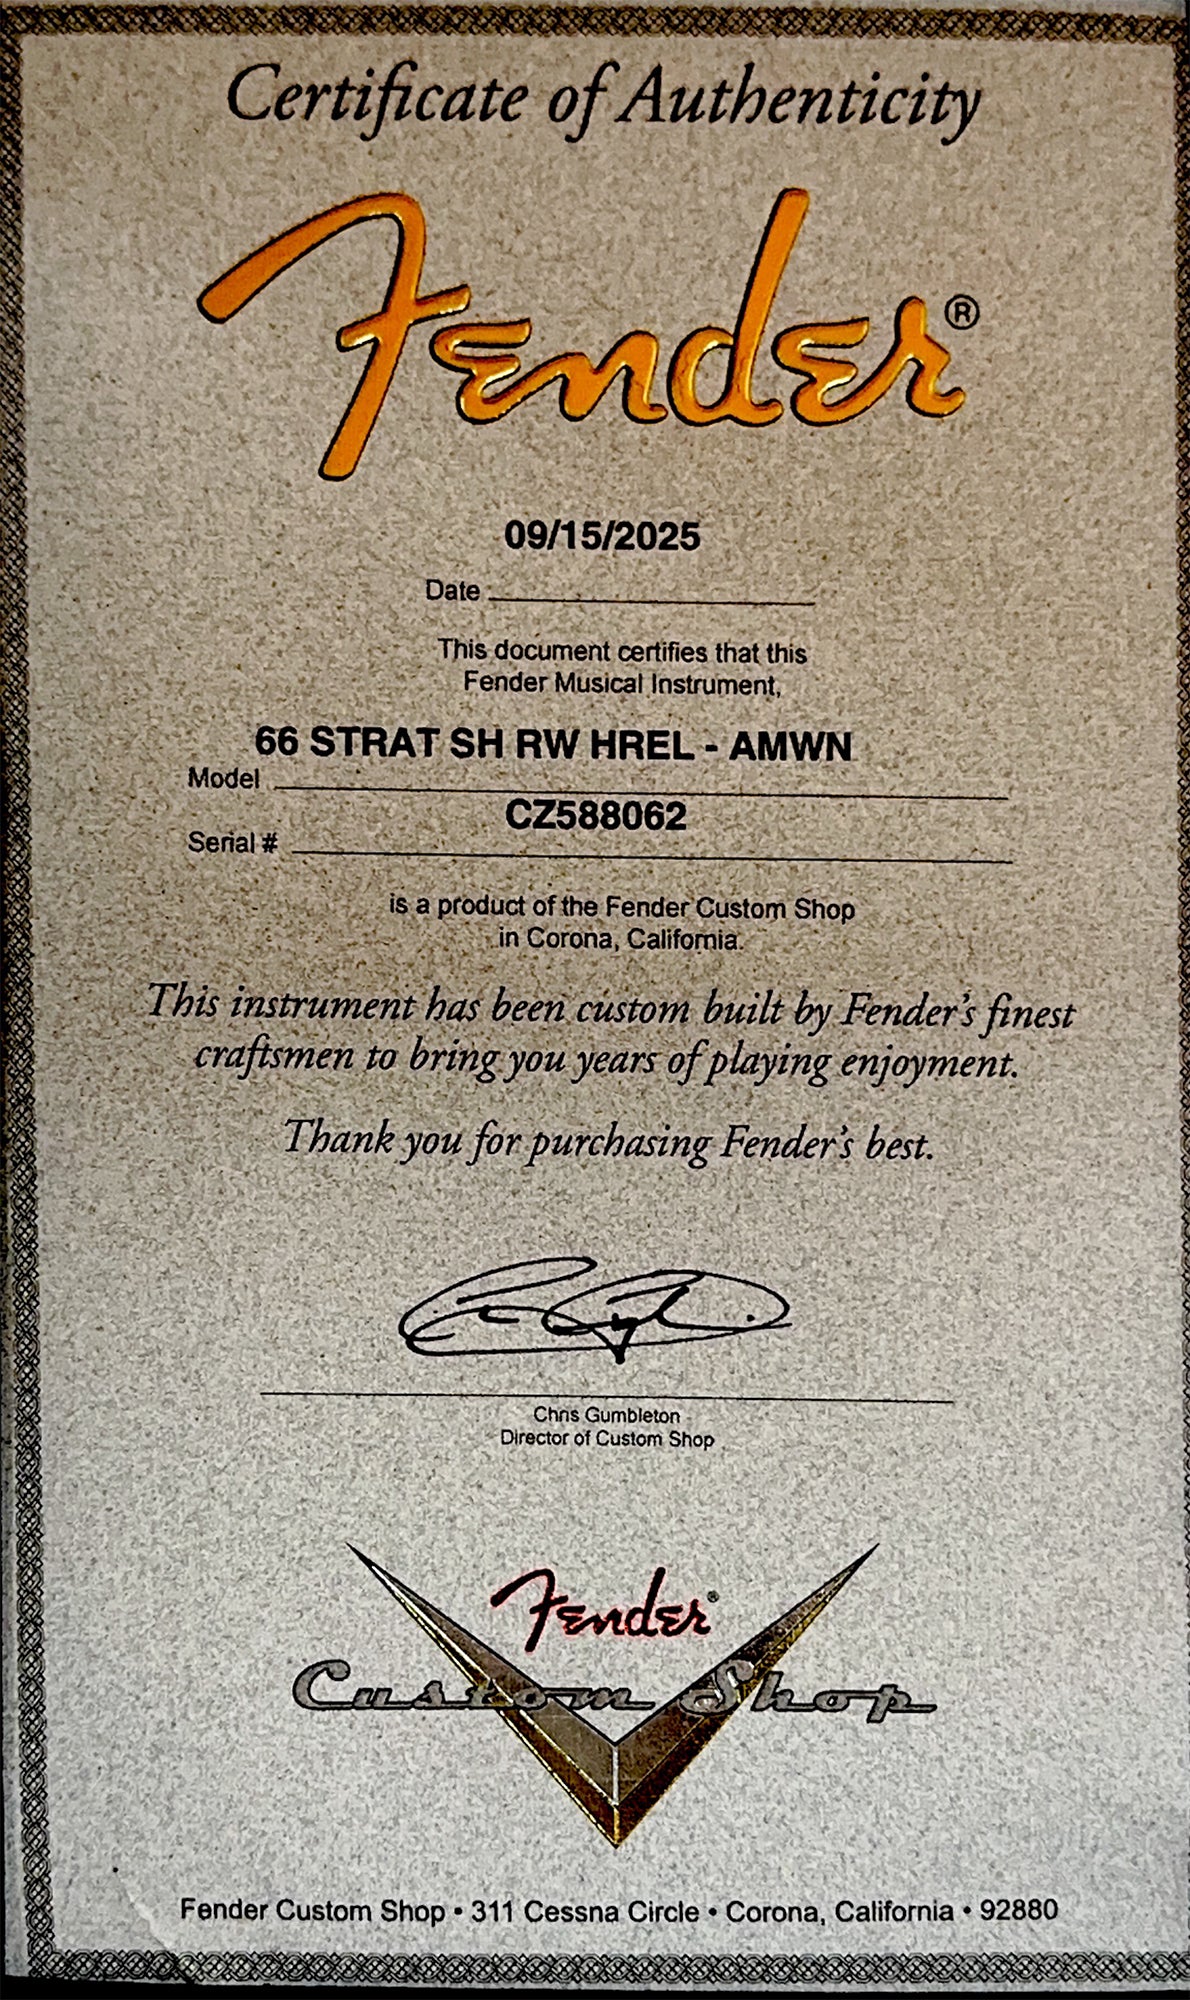 Certificate of Authenticity
Fender®
09/15/2025
Date
This document certifies that this
Fender Musical Instrument,
66 STRAT SH RW HREL - AMWN
Model
CZ588062
Serial #
is a product of the Fender Custom Shop
in Corona, California.
This instrument has been custom built by Fender's finest
craftsmen to bring you years of playing enjoyment.
Thank you for purchasing Fender's best.
Chris Gumbleton
Director of Custom Shop
Fender®
Custom Shop
Fender Custom Shop • 311 Cessna Circle • Corona, California • 92880